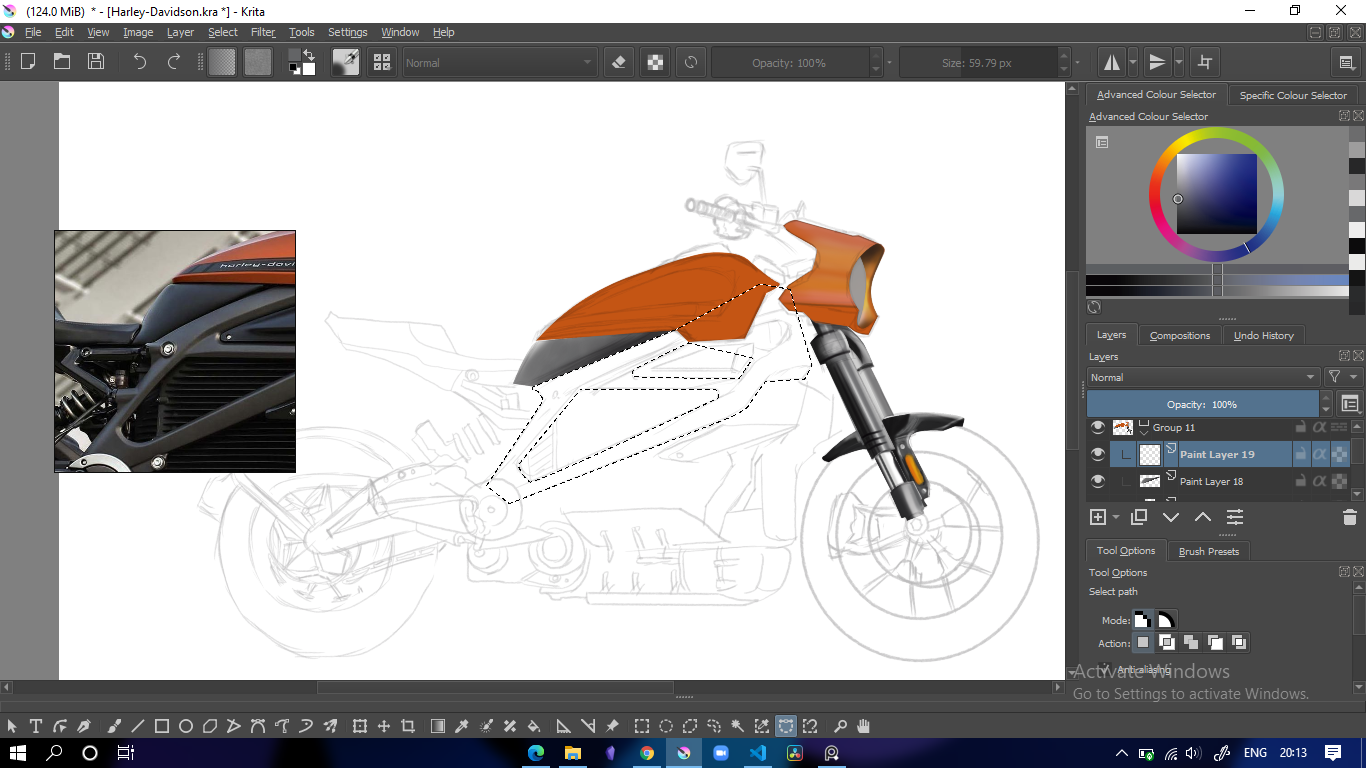 (124.0 MiB)  * - [Harley-Davidson.kra *] - Krita
File Edit View Image Layer Select Filter Tools Settings Window Help
Normal Opacity: 100% Size: 59.79 px
Advanced Colour Selector Specific Colour Selector
Advanced Colour Selector
harley-davi
Layers Compositions Undo History
Layers
Normal
Opacity: 100%
Group 11
Paint Layer 19
Paint Layer 18
Tool Options Brush Presets
Tool Options
Select path
Mode:
Action:
Anti-aliasing
Activate Windows
Go to Settings to activate Windows.
ENG 20:13